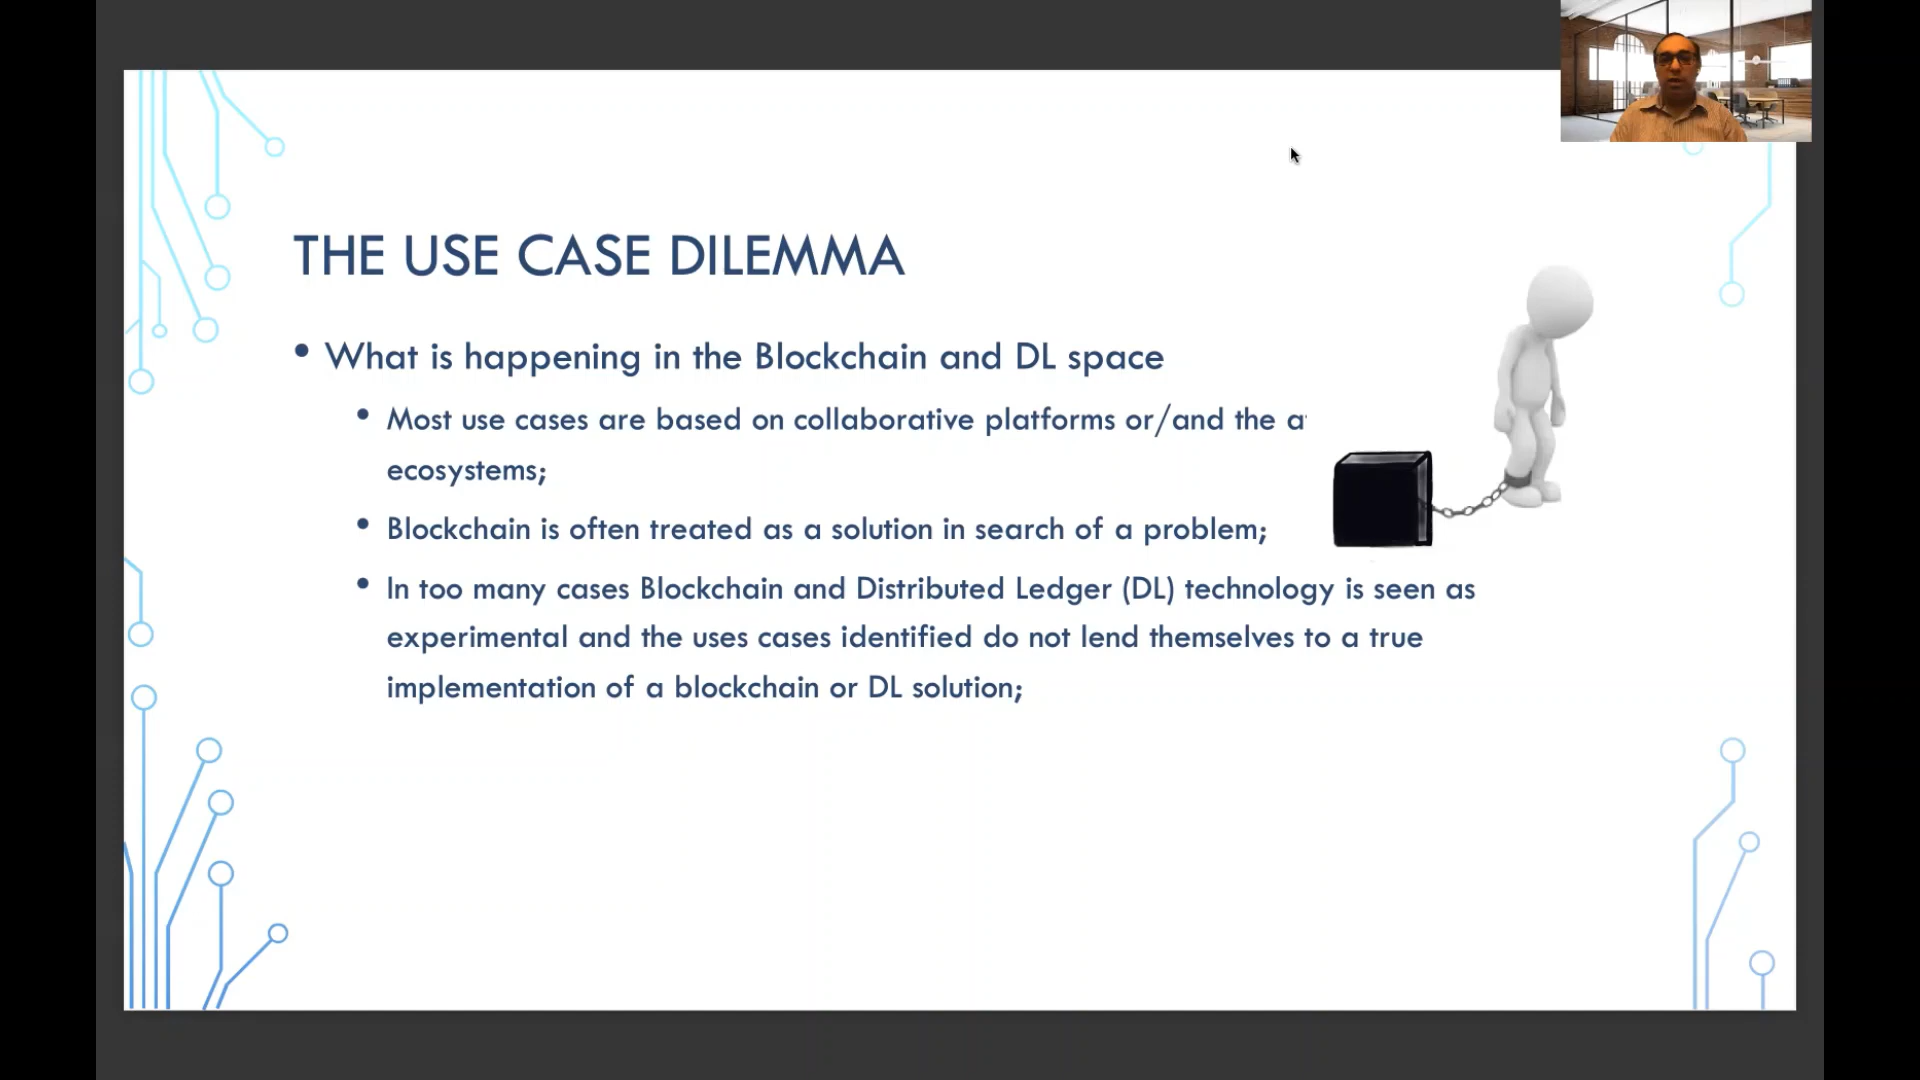 THE USE CASE DILEMMA
• What is happening in the Blockchain and DL space
• Most use cases are based on collaborative platforms or/and the
ecosystems;
• Blockchain is often treated as a solution in search of a problem;
• In too many cases Blockchain and Distributed Ledger (DL) technology is seen as
experimental and the uses cases identified do not lend themselves to a true
implementation of a blockchain or DL solution;